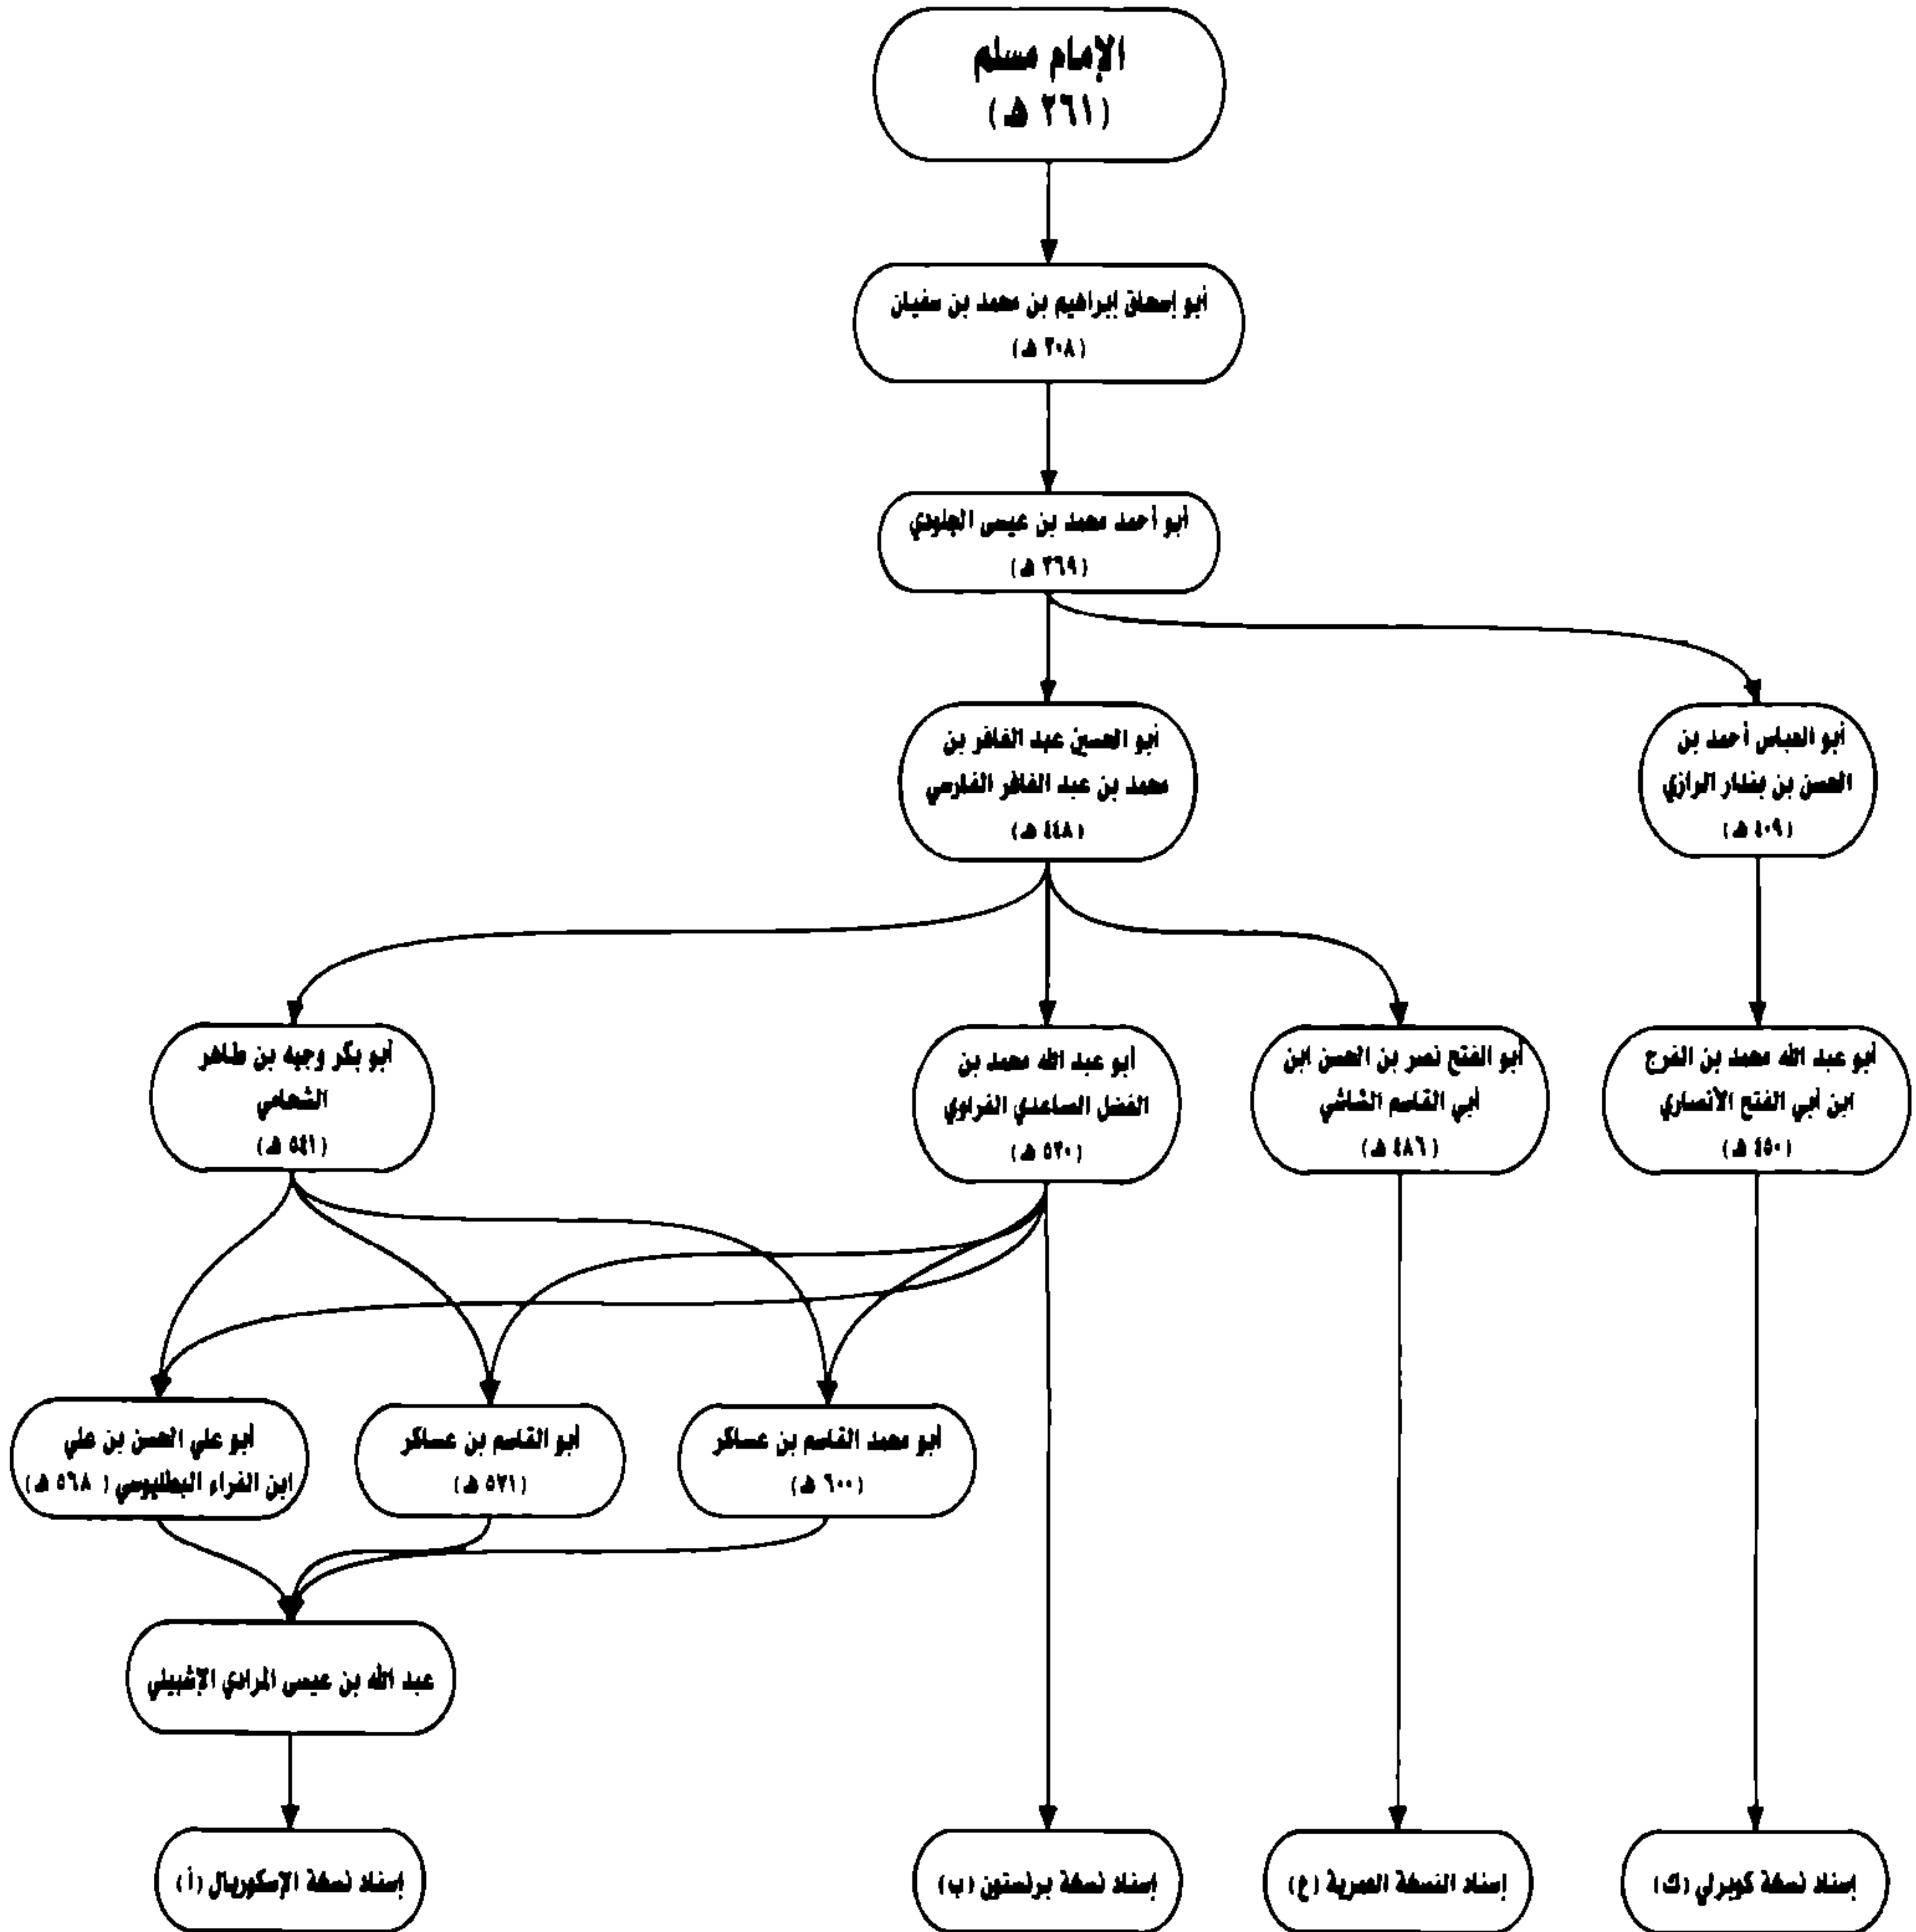 الإمام مسلم
(٢٦١ هـ)
أبو إسحاق إبراهيم بن محمد بن سفيان
(٣٠٨ هـ)
أبو أحمد محمد بن عيسى الجلودي
(٣٦٩ هـ)
أبو الحسين عبد الغافر بن
محمد بن عبد الغافر الفارسي
(٤٤٨ هـ)
أبو العباس أحمد بن
الحسن بن بندار الرازي
(٤٠٩ هـ)
أبو عبد الله محمد بن الفرج
ابن أبي الفتح الأنصاري
(٤٥٠ هـ)
أبو الفتح نصر بن الحسن ابن
أبي القاسم الشاشي
(٤٨٦ هـ)
أبو عبد الله محمد بن
الفضل الصاعدي الفراوي
(٥٣٠ هـ)
أبو بكر وجيه بن طاهر
الشحامي
(٥٤١ هـ)
أبو محمد القاسم بن عساكر
(٦٠٠ هـ)
أبو القاسم بن عساكر
(٥٧١ هـ)
أبو علي الحسن بن علي
ابن الفراء البطليوسي (٥٦٨ هـ)
عبد الله بن عيسى المرادي الإشبيلي
إسناد نسخة كوبرلي (ك)
إسناد النسخة المصرية (ع)
إسناد نسخة برنستون (ب)
إسناد نسخة الإسكوريال (أ)